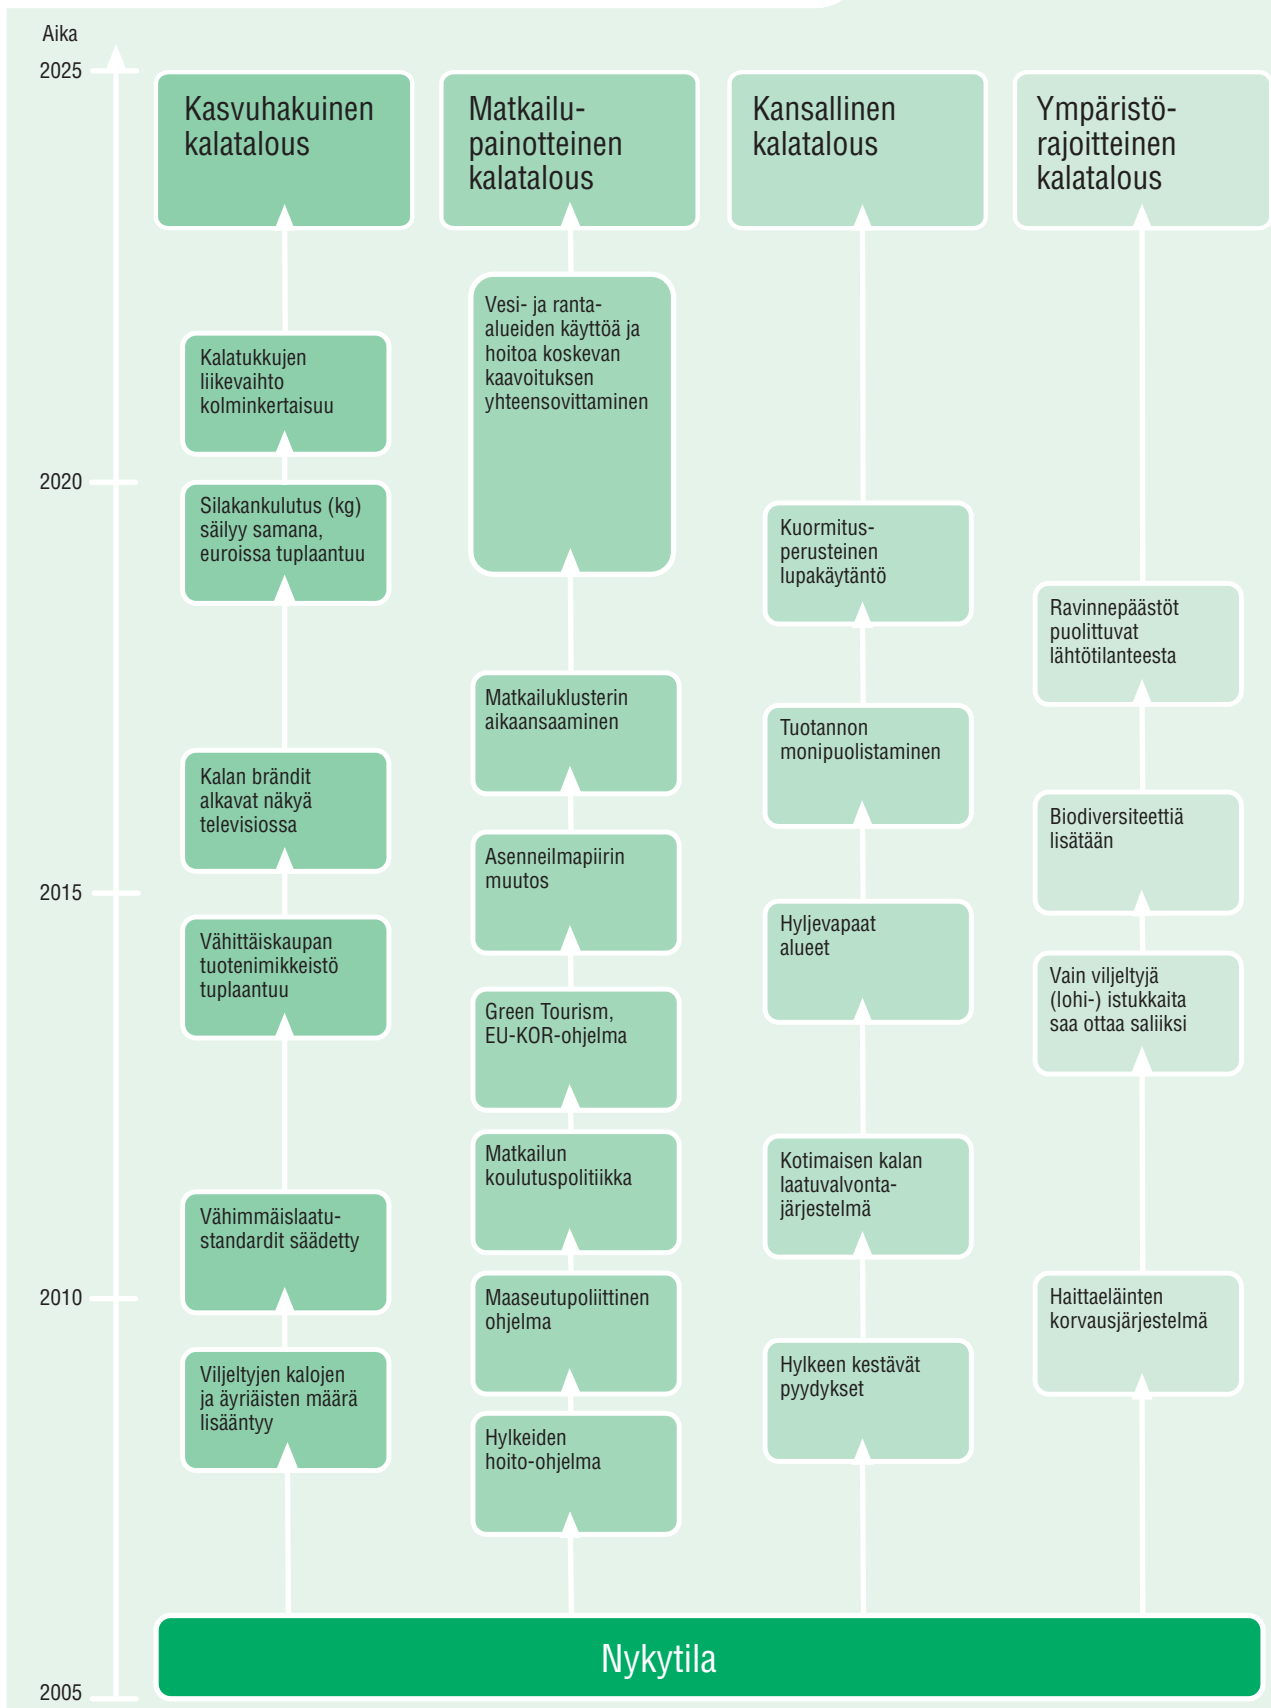 Aika
2025
2020
2015
2010
2005
Kasvuhakuinen
kalatalous
Kalatukkujen
liikevaihto
kolminkertaisuu
Silakankulutus (kg)
säilyy samana,
euroissa tuplaantuu
Kalan brändit
alkavat näkyä
televisiossa
Vähittäiskaupan
tuotenimikkeistö
tuplaantuu
Vähimmäislaatu-
standardit säädetty
Viljeltyjen kalojen
ja äyriäisten määrä
lisääntyy
Matkailu-
painotteinen
kalatalous
Vesi- ja ranta-
alueiden käyttöä ja
hoitoa koskevan
kaavoituksen
yhteensovittaminen
Matkailuklusterin
aikaansaaminen
Asenneilmapiirin
muutos
Green Tourism,
EU-KOR-ohjelma
Matkailun
koulutuspolitiikka
Maaseutupoliittinen
ohjelma
Hylkeiden
hoito-ohjelma
Kansallinen
kalatalous
Kuormitus-
perusteinen
lupakäytäntö
Tuotannon
monipuolistaminen
Hyljevapaat
alueet
Kotimaisen kalan
laatuvalvonta-
järjestelmä
Hylkeen kestävät
pyydykset
Ympäristö-
rajoitteinen
kalatalous
Ravinnepäästöt
puolittuvat
lähtötilanteesta
Biodiversiteettiä
lisätään
Vain viljeltyjä
(lohi-) istukkaita
saa ottaa saliiksi
Haittaeläinten
korvausjärjestelmä
Nykytila